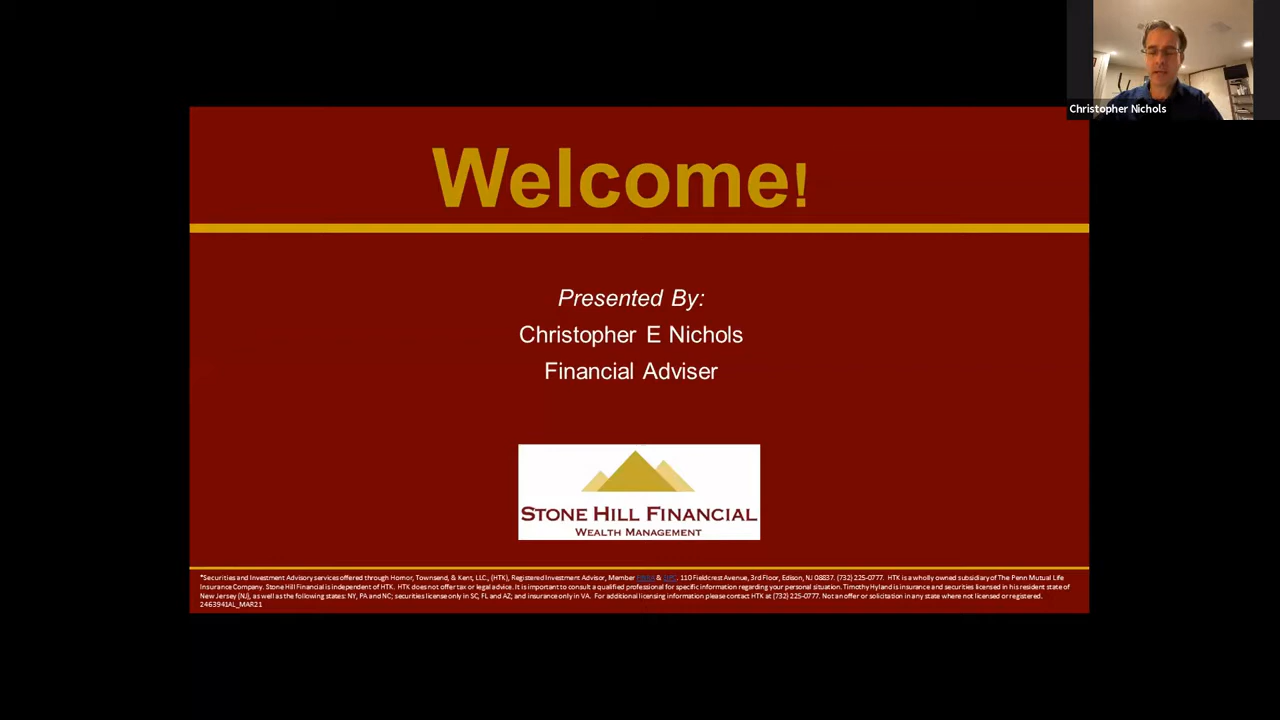 Christopher Nichols
Welcome!
Presented By:
Christopher E Nichols
Financial Adviser
STONE HILL FINANCIAL
WEALTH MANAGEMENT
*Securities and Investment Advisory services offered through Hornor, Townsend, & Kent, LLC., (HTK), Registered Investment Advisor, Member FINRA & SIPC. 110 Fieldcrest Avenue, 3rd Floor, Edison, NJ 08837. (732) 225-0777. HTK is a wholly owned subsidiary of The Penn Mutual Life
Insurance Company. Stone Hill Financial is independent of HTK. HTK does not offer tax or legal advice. It is important to consult a qualified professional for specific information regarding your personal situation. Timothy Hyland is insurance and securities licensed in his resident state of
New Jersey (NJ), as well as the following states: NY, PA and NC; securities license only in SC, FL and AZ; and insurance only in VA. For additional licensing information please contact HTK at (732) 225-0777. Not an offer or solicitation in any state where not licensed or registered.
2463941AL_MAR21